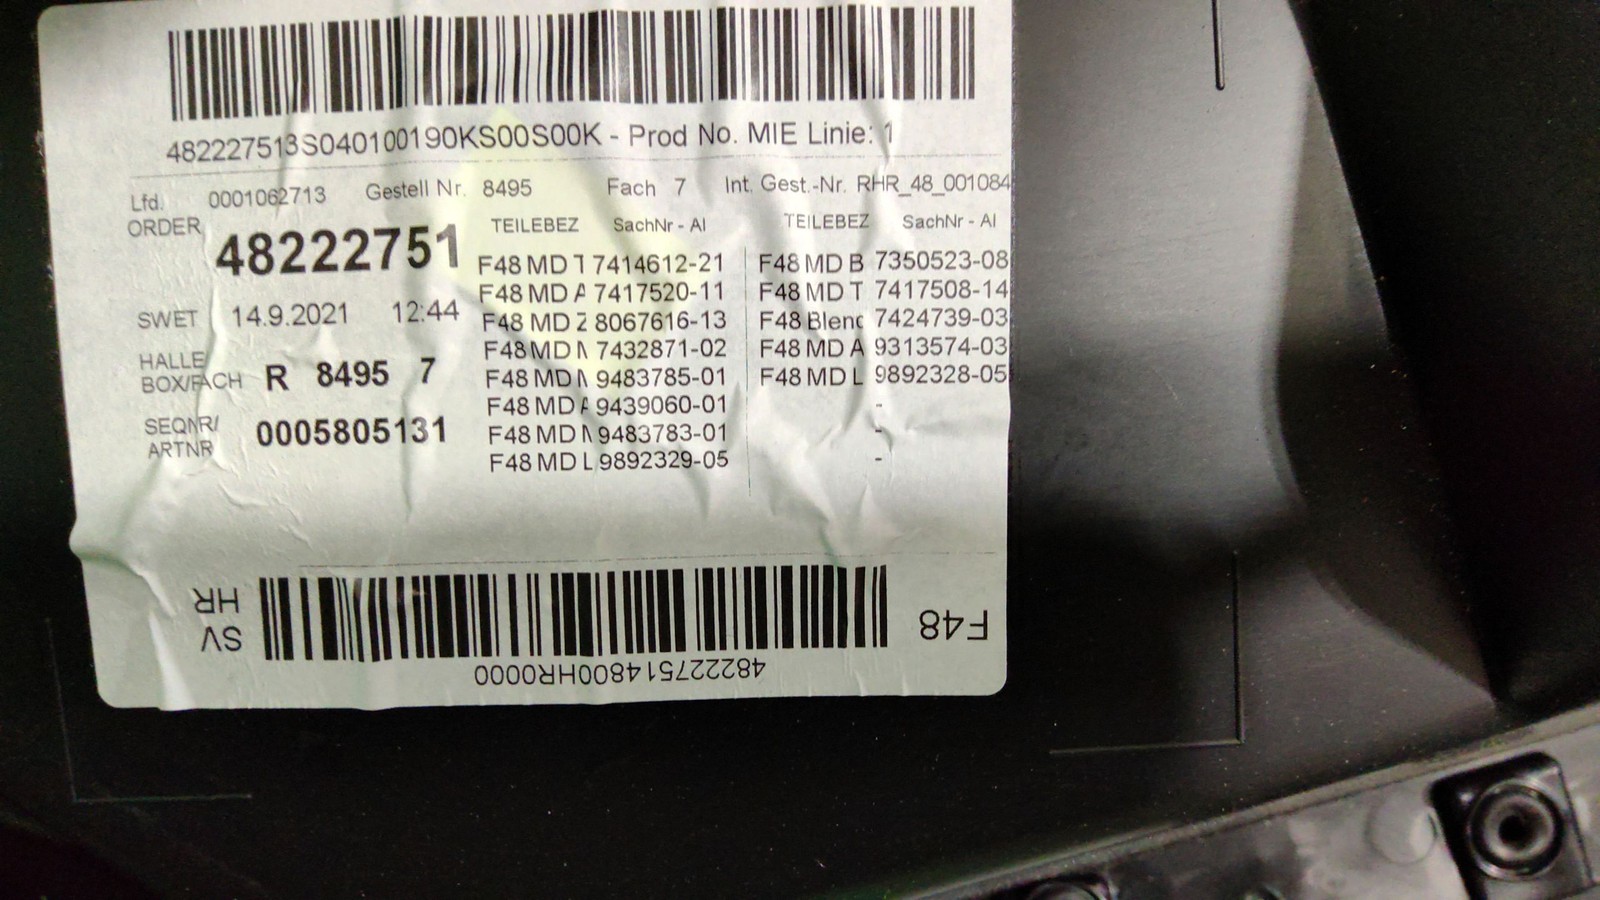 482227513S040100190KS00S00K - Prod No. MIE Linie: 1
Lfd. 0001062713 Gestell Nr. 8495 Fach 7 Int. Gest.-Nr. RHR_48_001084
ORDER 48222751
TEILEBEZ SachNr - AI TEILEBEZ SachNr - AI
F48 MD 7414612-21 F48 MD B 7350523-08
F48 MD A 7417520-11 F48 MD T 7417508-14
SWET 14.9.2021 12:44
F48 MD Z 8067616-13 F48 Blend 7424739-03
F48 MD 7432871-02 F48 MD A 9313574-03
HALLE
BOX/FACH R 8495 7
F48 MD 9483785-01 F48 MD L 9892328-05
F48 MD A 9439060-01 -
SEQNR/
ARTNR 0005805131
F48 MD 9483783-01 -
F48 MD L 9892329-05 -
F48
SV
HR
482227514800HR0000